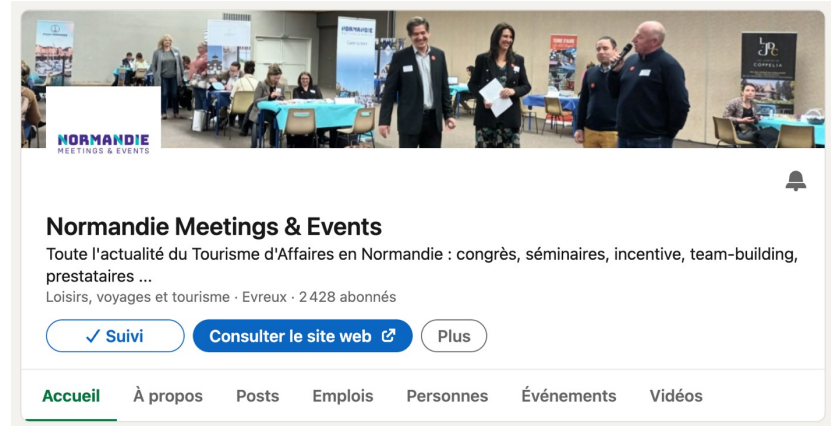 NORMANDIE
NORMANDIE
MEETINGS & EVENTS
COPPELIA
Normandie Meetings & Events
Toute l'actualité du Tourisme d'Affaires en Normandie : congrès, séminaires, incentive, team-building,
prestataires ...
Loisirs, voyages et tourisme · Evreux · 2 428 abonnés
Suivi
Consulter le site web
Plus
Accueil À propos Posts Emplois Personnes Événements Vidéos